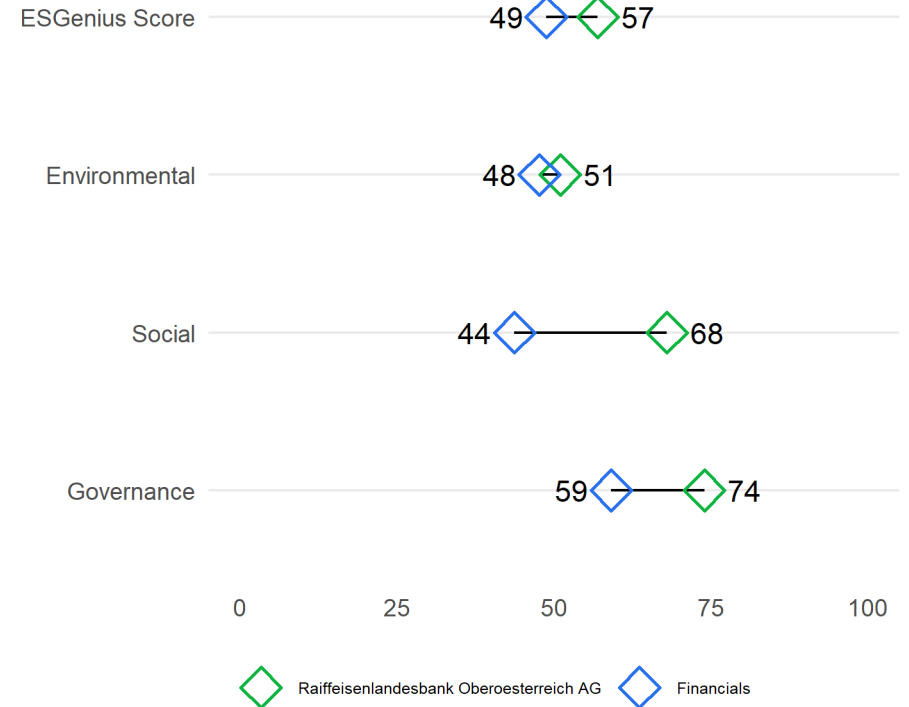 ESGenius Score 49 57
Environmental 48 51
Social 44 68
Governance 59 74
0 25 50 75 100
Raiffeisenlandesbank Oberoesterreich AG Financials